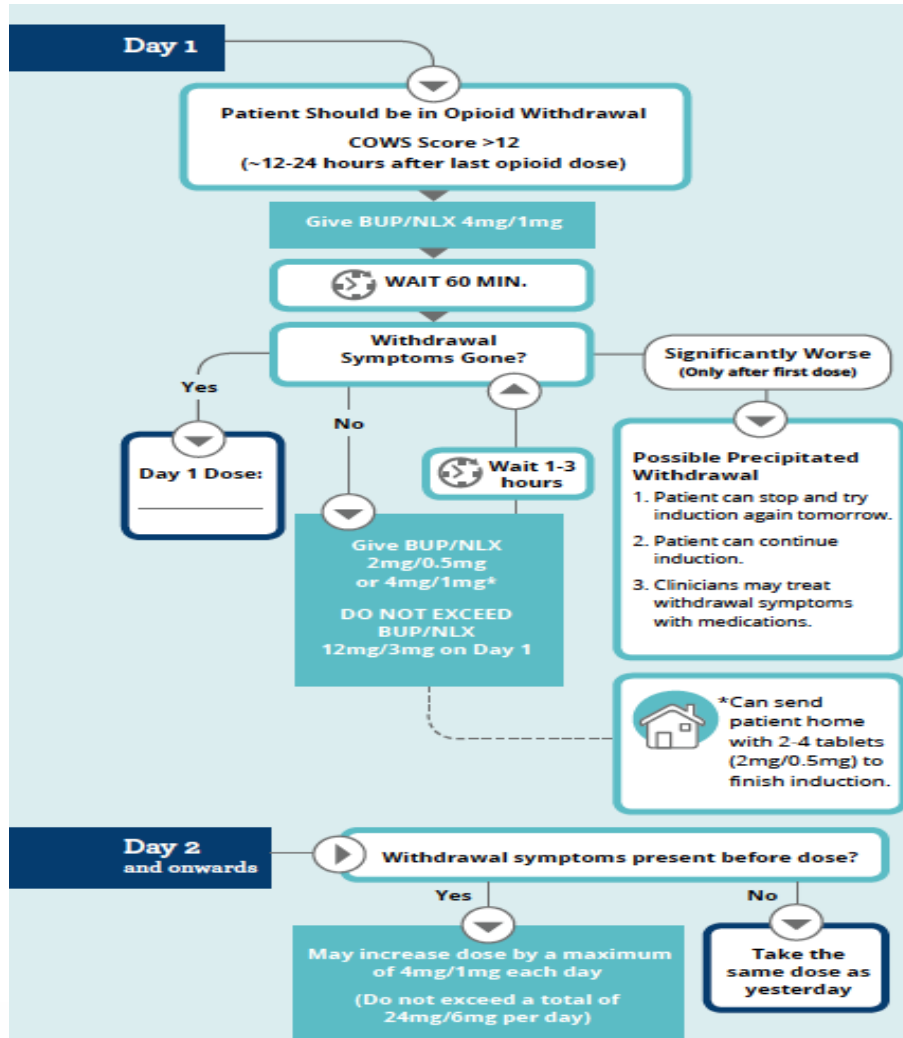 Day 1
Patient Should be in Opioid Withdrawal
COWS Score >12
(~12-24 hours after last opioid dose)
Give BUP/NLX 4mg/1mg
WAIT 60 MIN.
Withdrawal
Symptoms Gone?
Significantly Worse
(Only after first dose)
Yes
No
Day 1 Dose:
Wait 1-3
hours
Possible Precipitated
Withdrawal
1. Patient can stop and try
induction again tomorrow.
2. Patient can continue
induction.
3. Clinicians may treat
withdrawal symptoms
with medications.
Give BUP/NLX
2mg/0.5mg
or 4mg/1mg*
DO NOT EXCEED
BUP/NLX
12mg/3mg on Day 1
*Can send
patient home
with 2-4 tablets
(2mg/0.5mg) to
finish induction.
Day 2
and onwards
Withdrawal symptoms present before dose?
Yes
No
May increase dose by a maximum
of 4mg/1mg each day
(Do not exceed a total of
24mg/6mg per day)
Take the
same dose as
yesterday